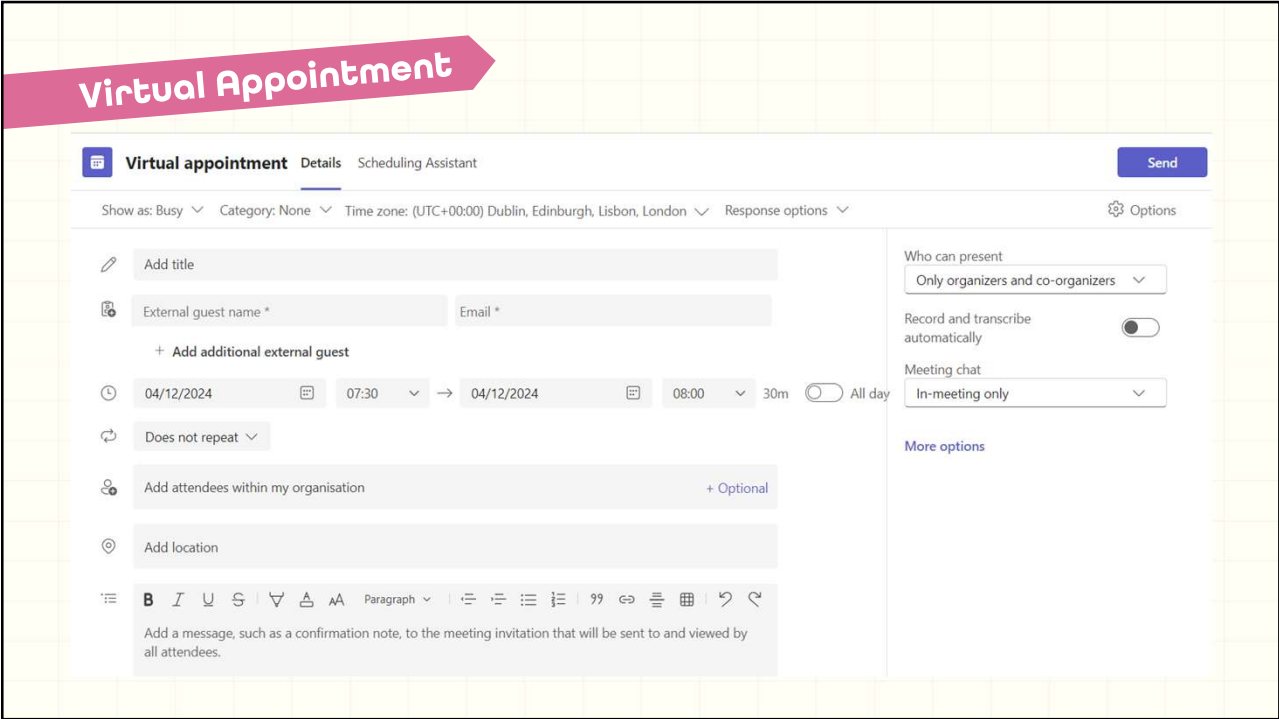 Virtual Appointment
Virtual appointment Details Scheduling Assistant Send
Show as: Busy Category: None Time zone: (UTC+00:00) Dublin, Edinburgh, Lisbon, London Response options Options
Add title
Who can present
Only organizers and co-organizers
External guest name * Email *
Record and transcribe
automatically
+ Add additional external guest
Meeting chat
04/12/2024 07:30 → 04/12/2024 08:00 30m All day In-meeting only
Does not repeat
More options
Add attendees within my organisation + Optional
Add location
B I U S A AA Paragraph
Add a message, such as a confirmation note, to the meeting invitation that will be sent to and viewed by
all attendees.